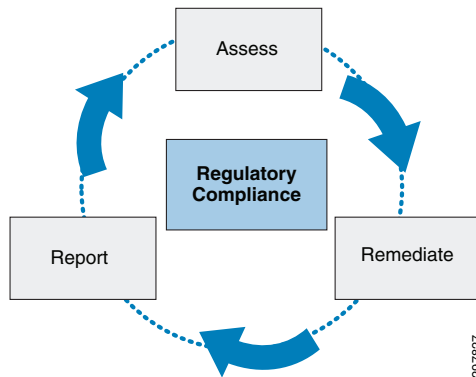 Assess
Regulatory
Compliance
Report
Remediate